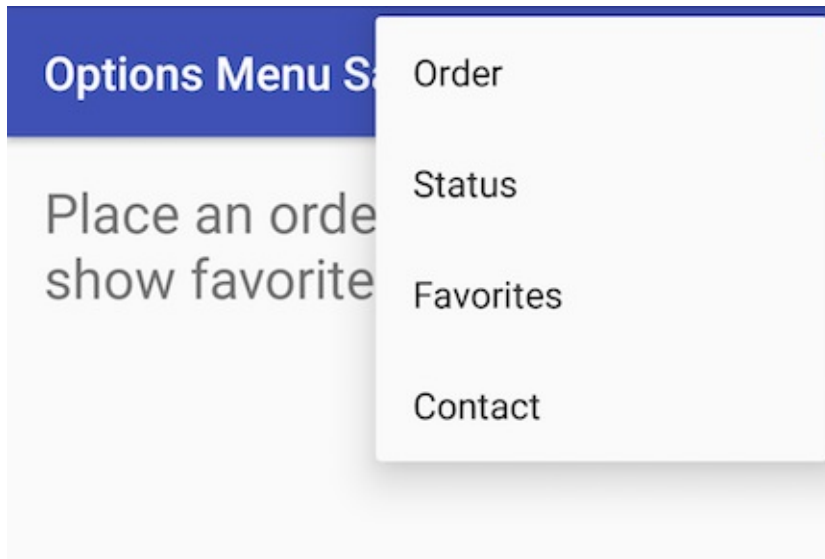 Options Menu Sa
Order
Status
Favorites
Contact
Place an orde
show favorite